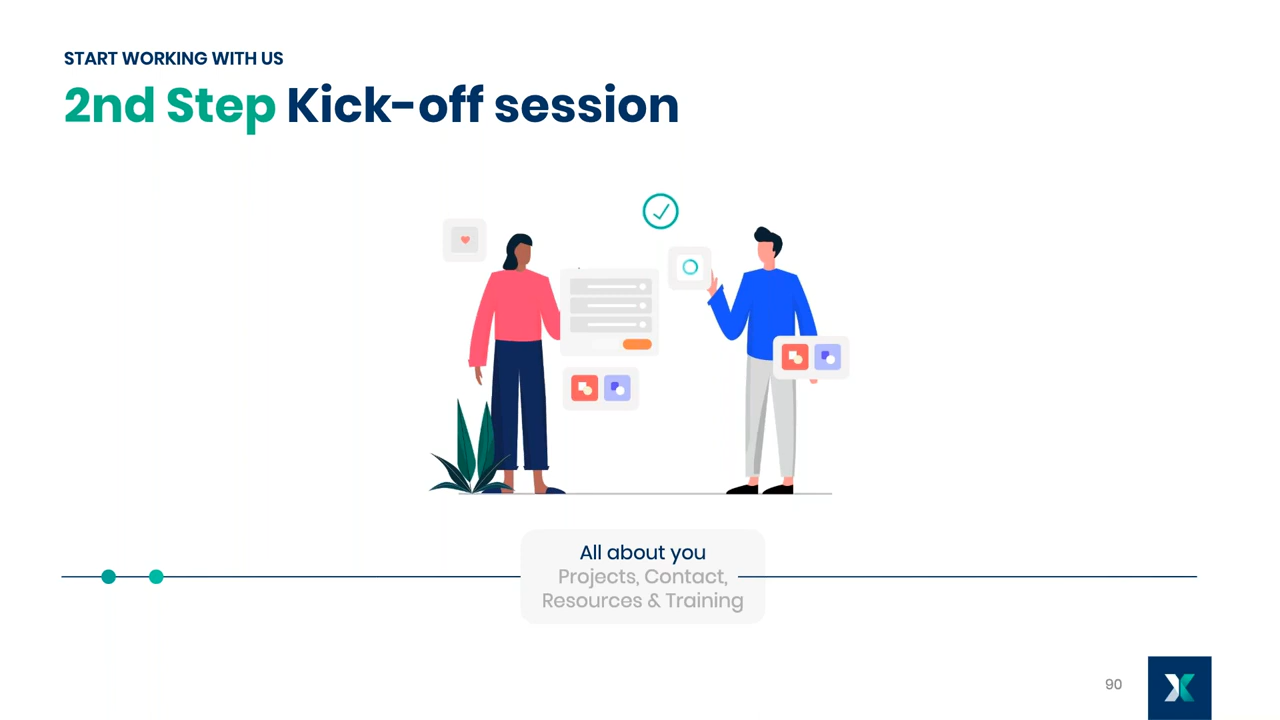 START WORKING WITH US
2nd Step Kick-off session
All about you
Projects, Contact,
Resources & Training
90